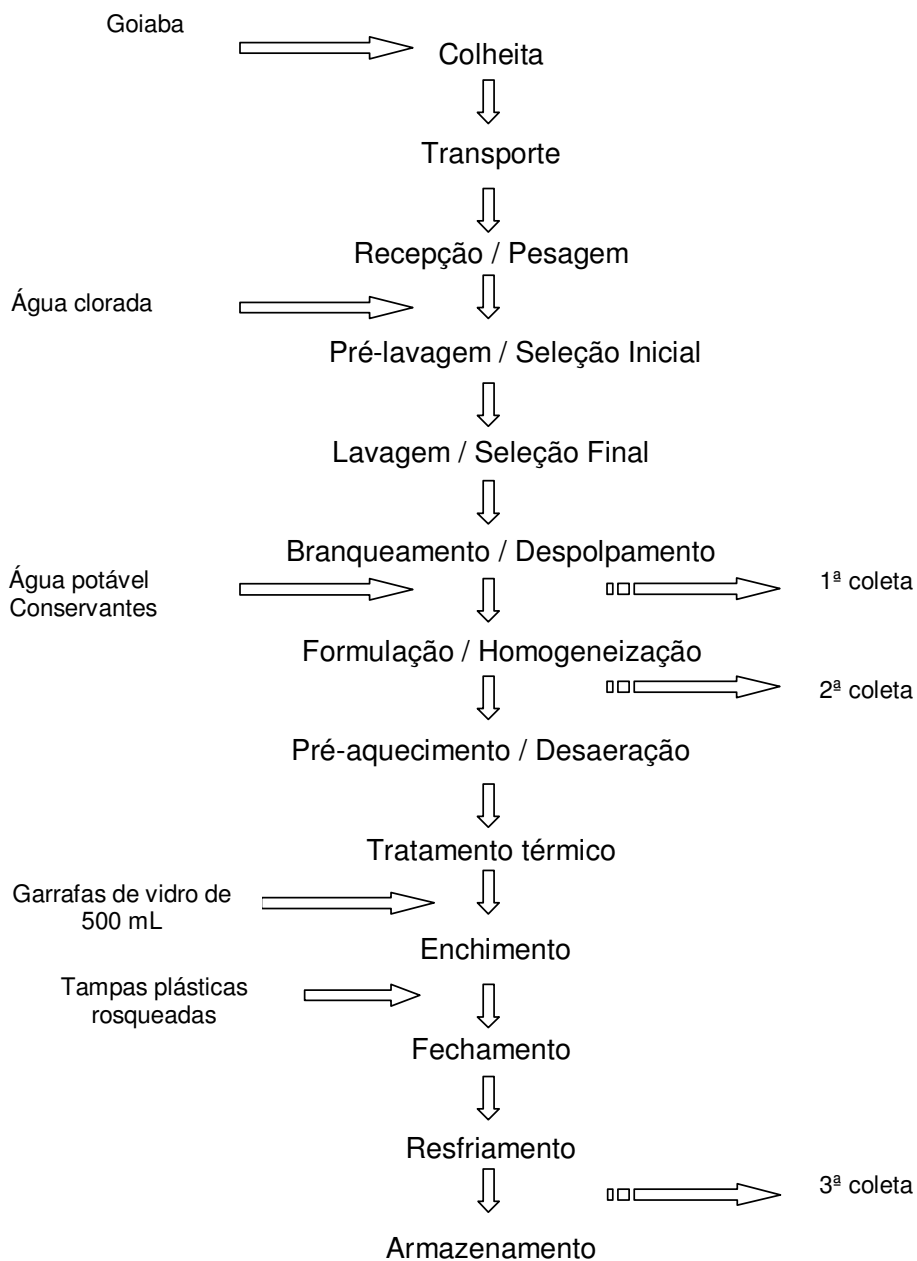 Goiaba
Colheita
Transporte
Recepção / Pesagem
Água clorada
Pré-lavagem / Seleção Inicial
Lavagem / Seleção Final
Branqueamento / Despolpamento
Água potável
Conservantes
1ª coleta
Formulação / Homogeneização
2ª coleta
Pré-aquecimento / Desaeração
Tratamento térmico
Garrafas de vidro de
500 mL
Enchimento
Tampas plásticas
rosqueadas
Fechamento
Resfriamento
3ª coleta
Armazenamento